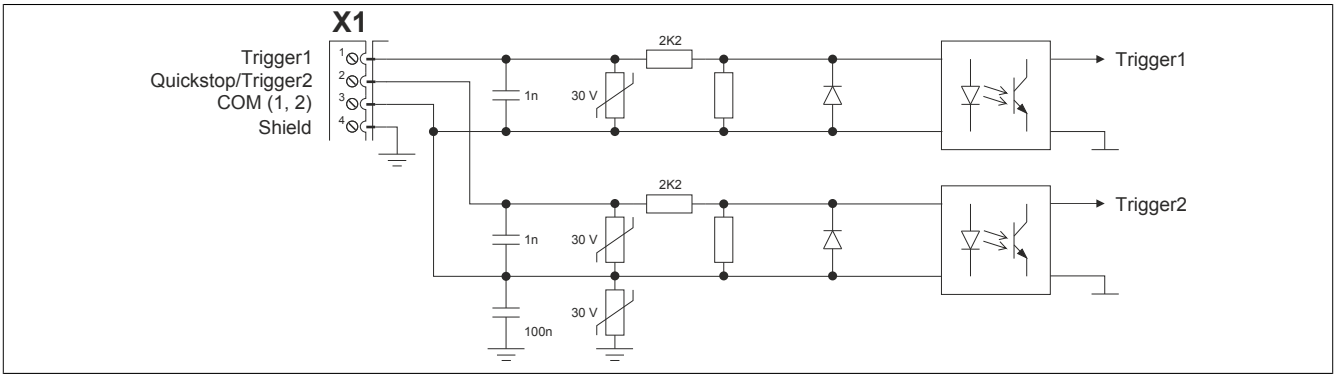 X1
Trigger1
Quickstop/Trigger2
COM (1, 2)
Shield
1
2
3
4
1n
30 V
2K2
Trigger1
1n
30 V
2K2
Trigger2
100n
30 V